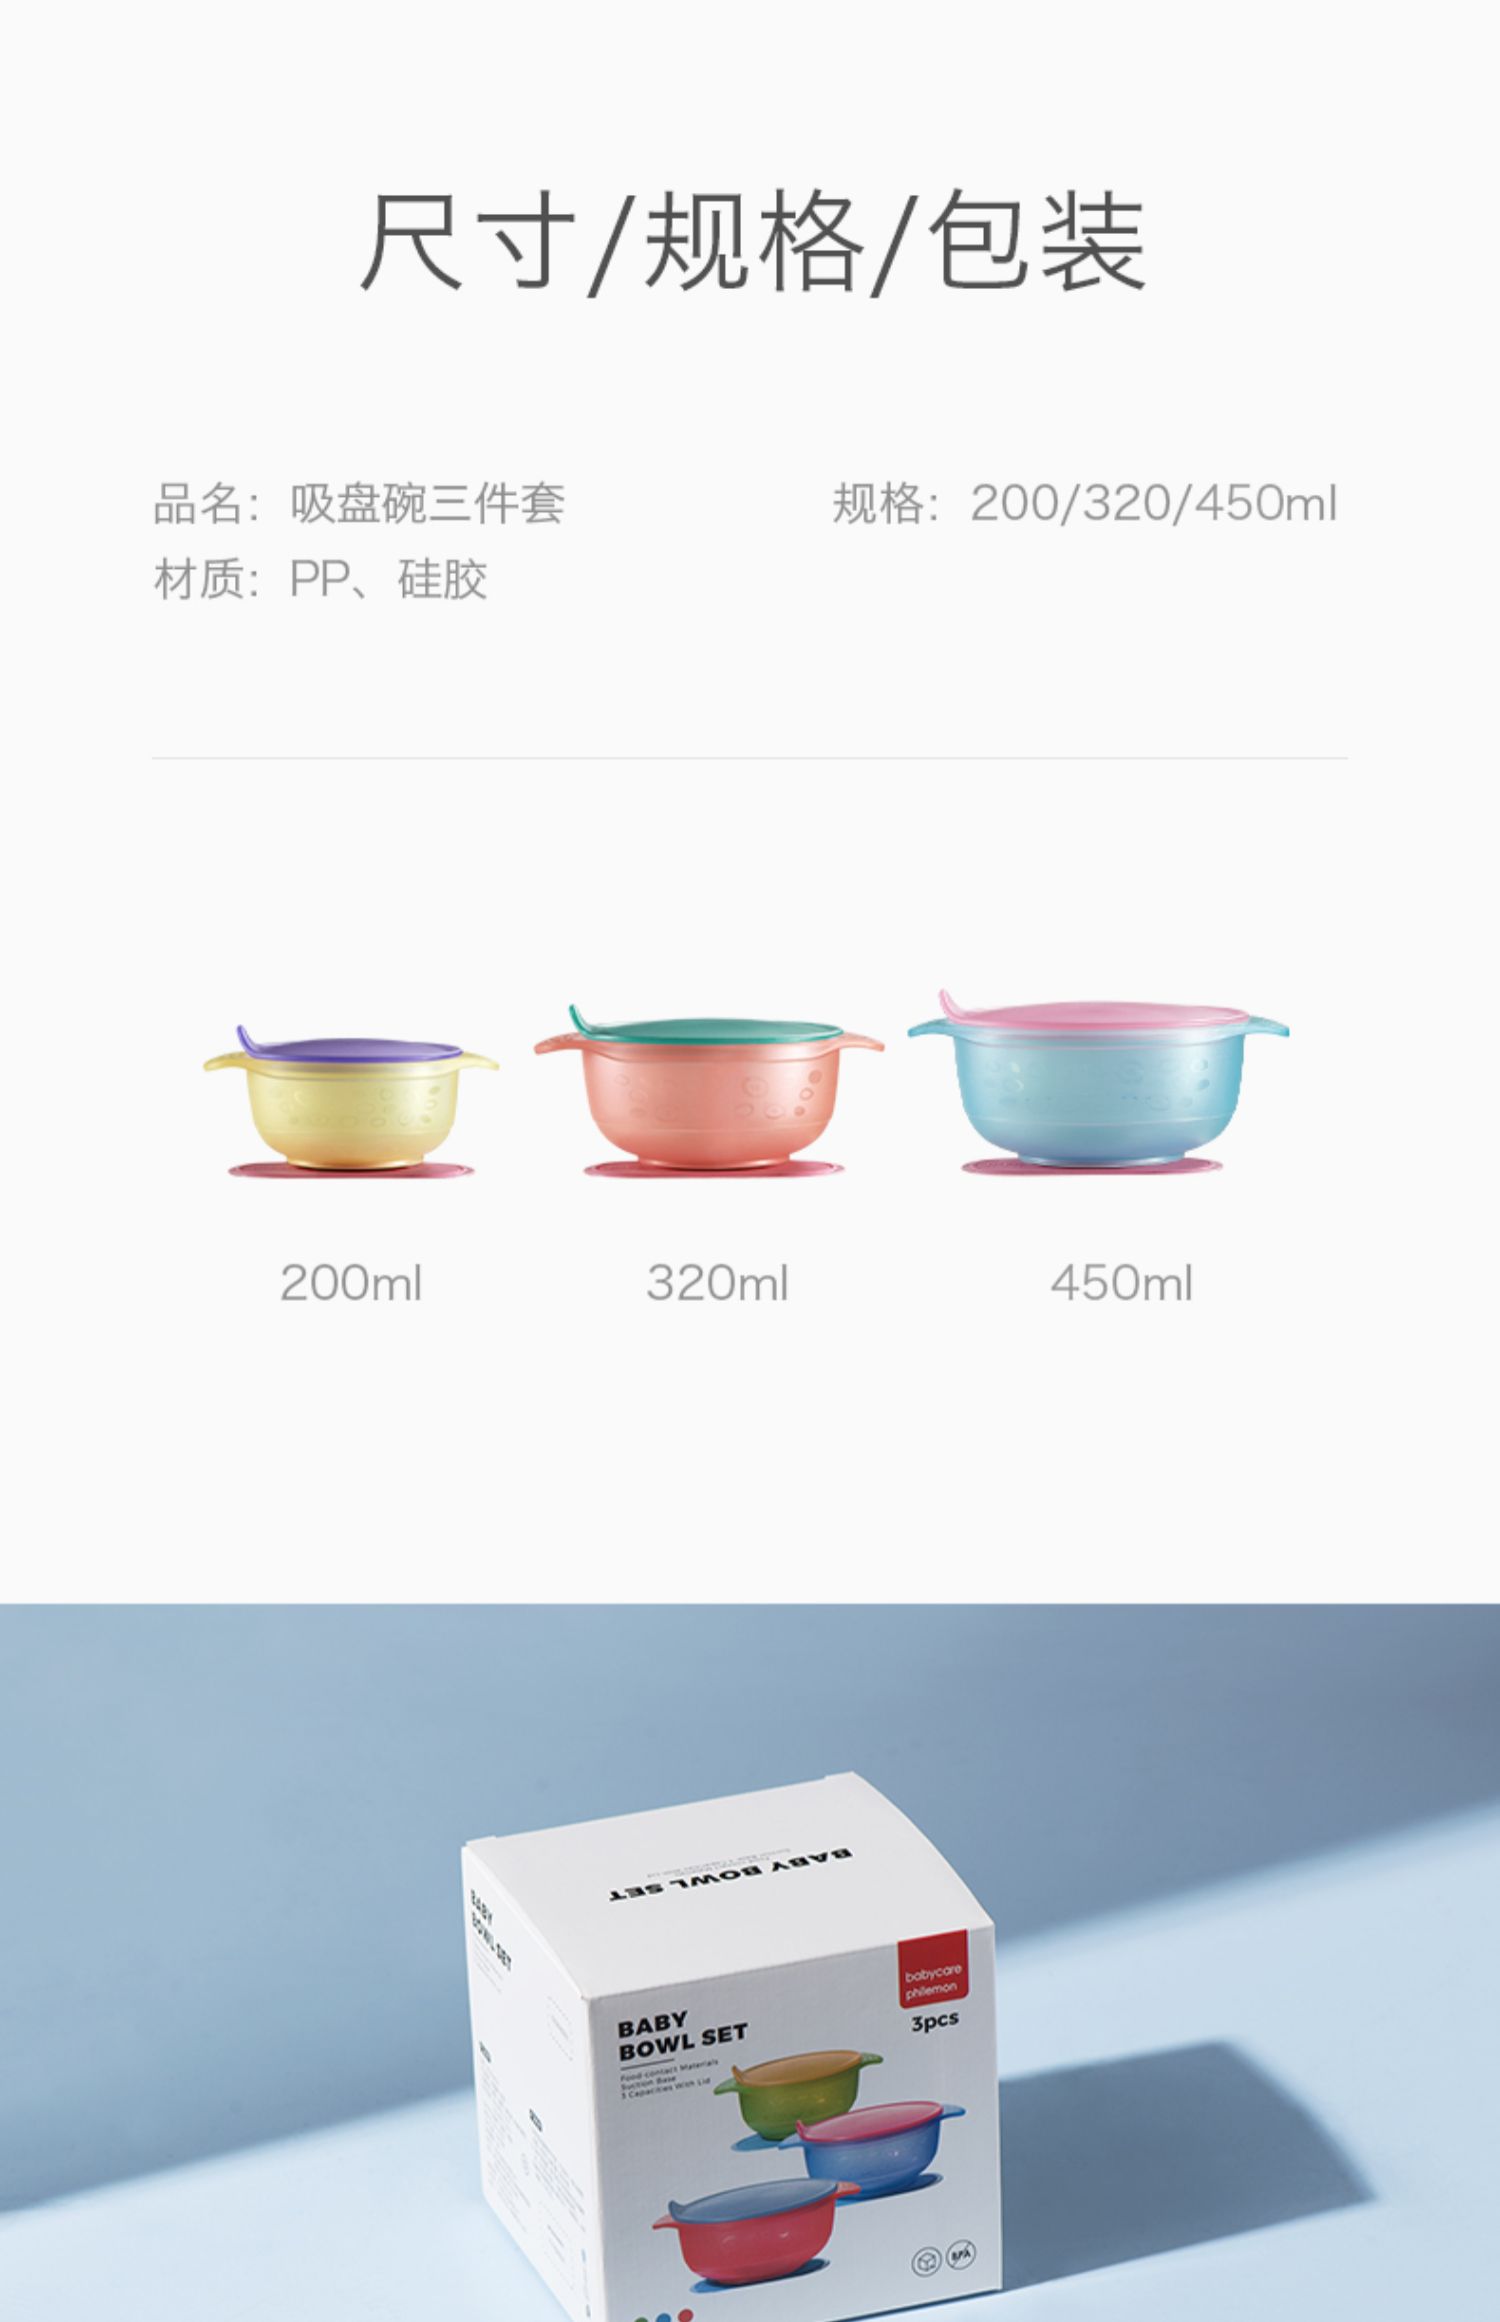 尺寸/规格/包装
品名：吸盘碗三件套
规格：200/320/450ml
材质：PP、硅胶
200ml
320ml
450ml
BABY BOWL SET
BABY
BOWL SET
babycare
philemon
3pcs
BABY
BOWL SET
Food-contact Materials
Suction Base
3 Capacities With Lid
BPA